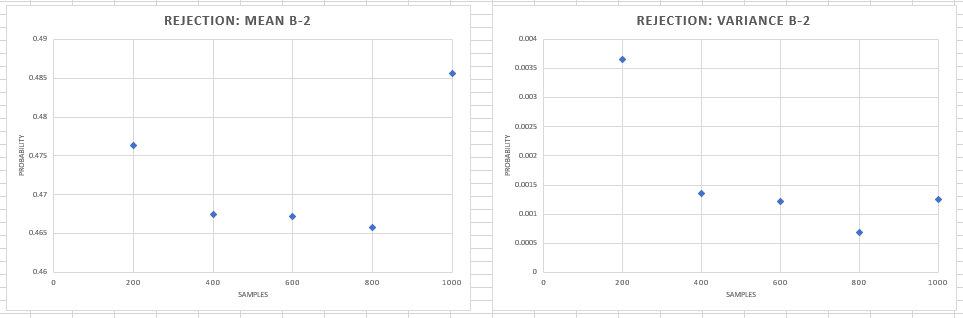 REJECTION: MEAN B-2
0.49
0.485
0.48
0.475
0.47
0.465
0.46
PROBABILITY
0 200 400 600 800 1000
SAMPLES
REJECTION: VARIANCE B-2
0.004
0.0035
0.003
0.0025
0.002
0.0015
0.001
0.0005
0
PROBABILITY
0 200 400 600 800 1000
SAMPLES